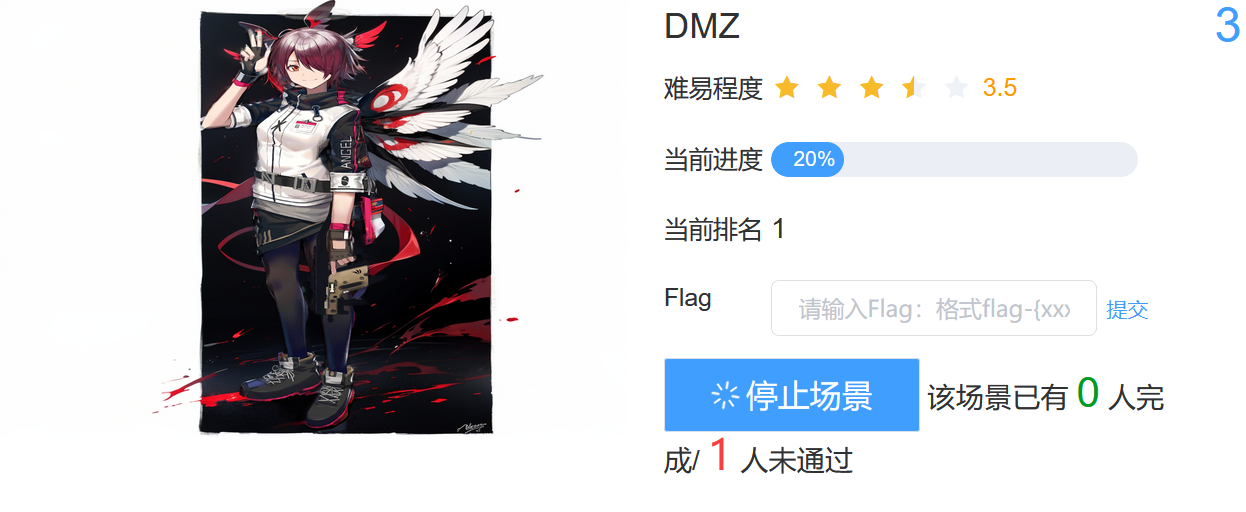 DMZ
3
难易程度 3.5
当前进度 20%
当前排名 1
Flag 请输入Flag：格式flag-{xxx 提交
停止场景 该场景已有 0 人完
成/ 1 人未通过
ANGEL